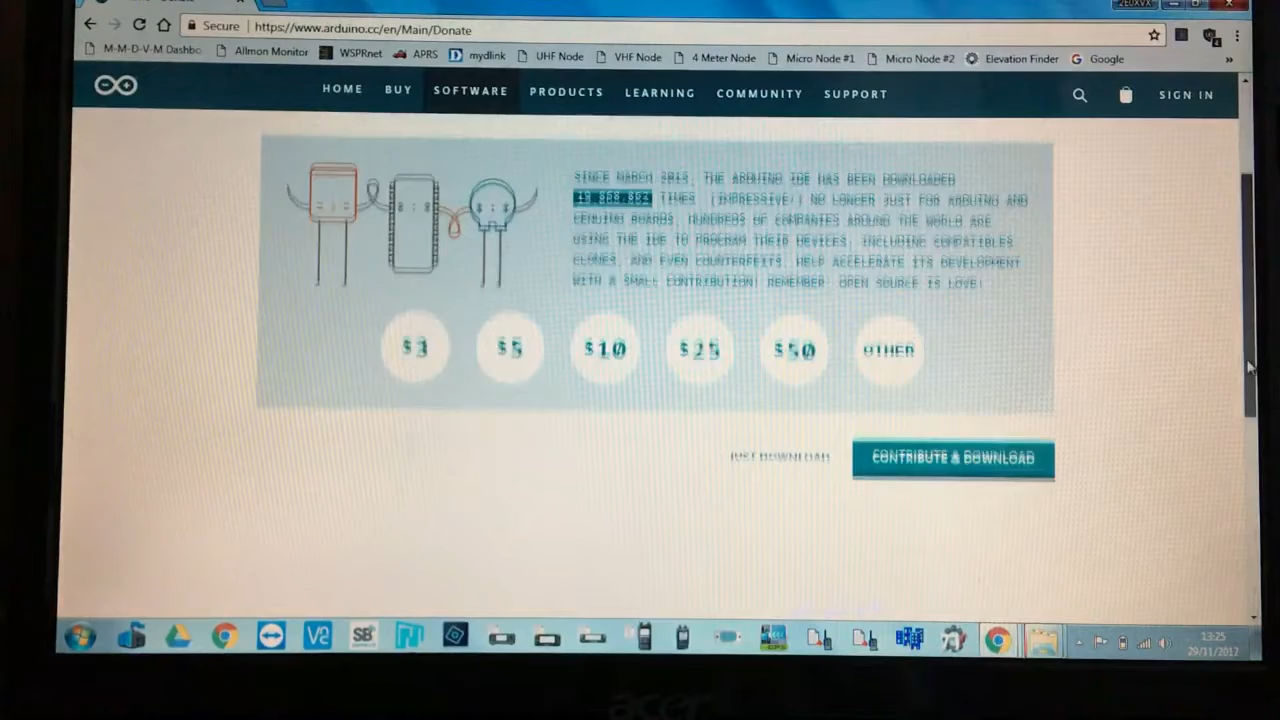 2E0XVX
Secure https://www.arduino.cc/en/Main/Donate
M-M-D-V-M Dashbo Allmon Monitor WSPRnet APRS mydlink UHF Node VHF Node 4 Meter Node Micro Node #1 Micro Node #2 Elevation Finder Google
HOME BUY SOFTWARE PRODUCTS LEARNING COMMUNITY SUPPORT SIGN IN
SINCE MARCH 2015, THE ARDUINO IDE HAS BEEN DOWNLOADED
TIMES. (IMPRESSIVE!) NO LONGER JUST FOR ARDUINO AND
GENUINO BOARDS, HUNDREDS OF COMPANIES AROUND THE WORLD ARE
USING THE IDE TO PROGRAM THEIR DEVICES, INCLUDING COMPATIBLES,
CLONES, AND EVEN COUNTERFEITS. HELP ACCELERATE ITS DEVELOPMENT
WITH A SMALL CONTRIBUTION! REMEMBER: OPEN SOURCE IS LOVE!
$3 $5 $10 $25 $50 OTHER
JUST DOWNLOAD CONTRIBUTE & DOWNLOAD
V2 SB
13:25
29/11/2017
acer